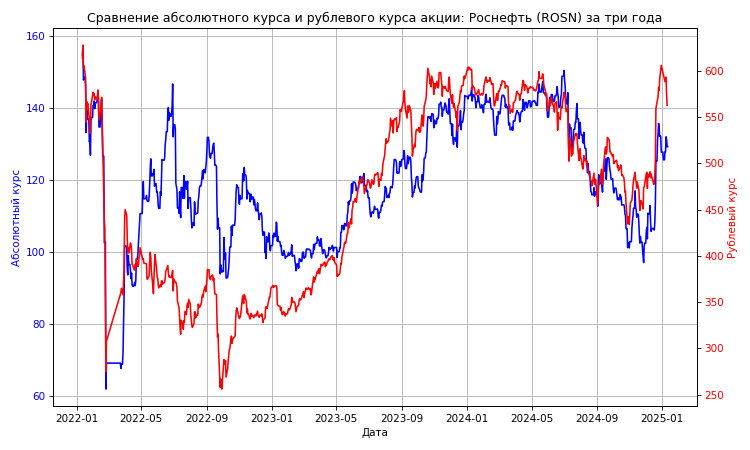 Сравнение абсолютного курса и рублевого курса акции: Роснефть (ROSN) за три года
160
140
120
100
80
60
Абсолютный курс
600
550
500
450
400
350
300
250
Рублевый курс
2022-01 2022-05 2022-09 2023-01 2023-05 2023-09 2024-01 2024-05 2024-09 2025-01
Дата